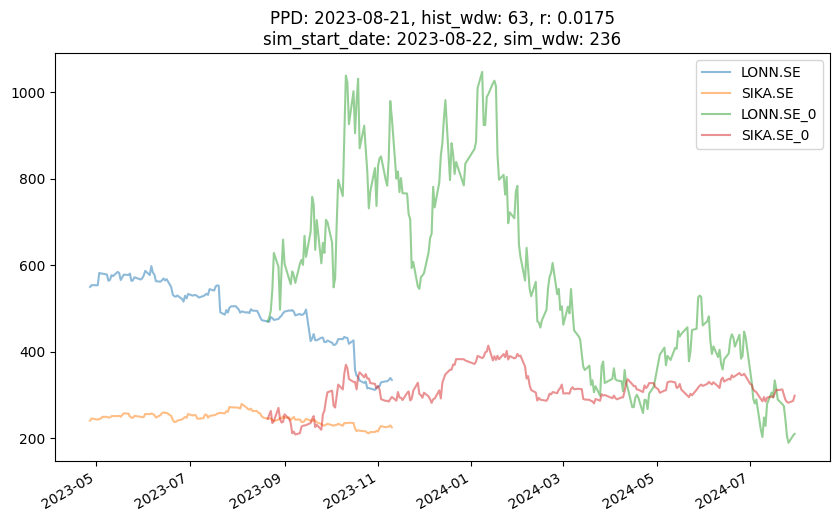 PPD: 2023-08-21, hist_wdw: 63, r: 0.0175
sim_start_date: 2023-08-22, sim_wdw: 236
LONN.SE
SIKA.SE
LONN.SE_0
SIKA.SE_0
1000
800
600
400
200
2023-05
2023-07
2023-09
2023-11
2024-01
2024-03
2024-05
2024-07